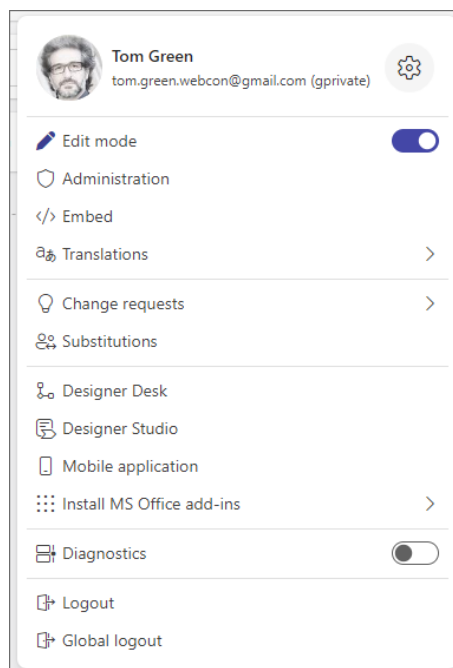 Tom Green
tom.green.webcon@gmail.com (gprivate)
Edit mode
Administration
Embed
Translations
Change requests
Substitutions
Designer Desk
Designer Studio
Mobile application
Install MS Office add-ins
Diagnostics
Logout
Global logout